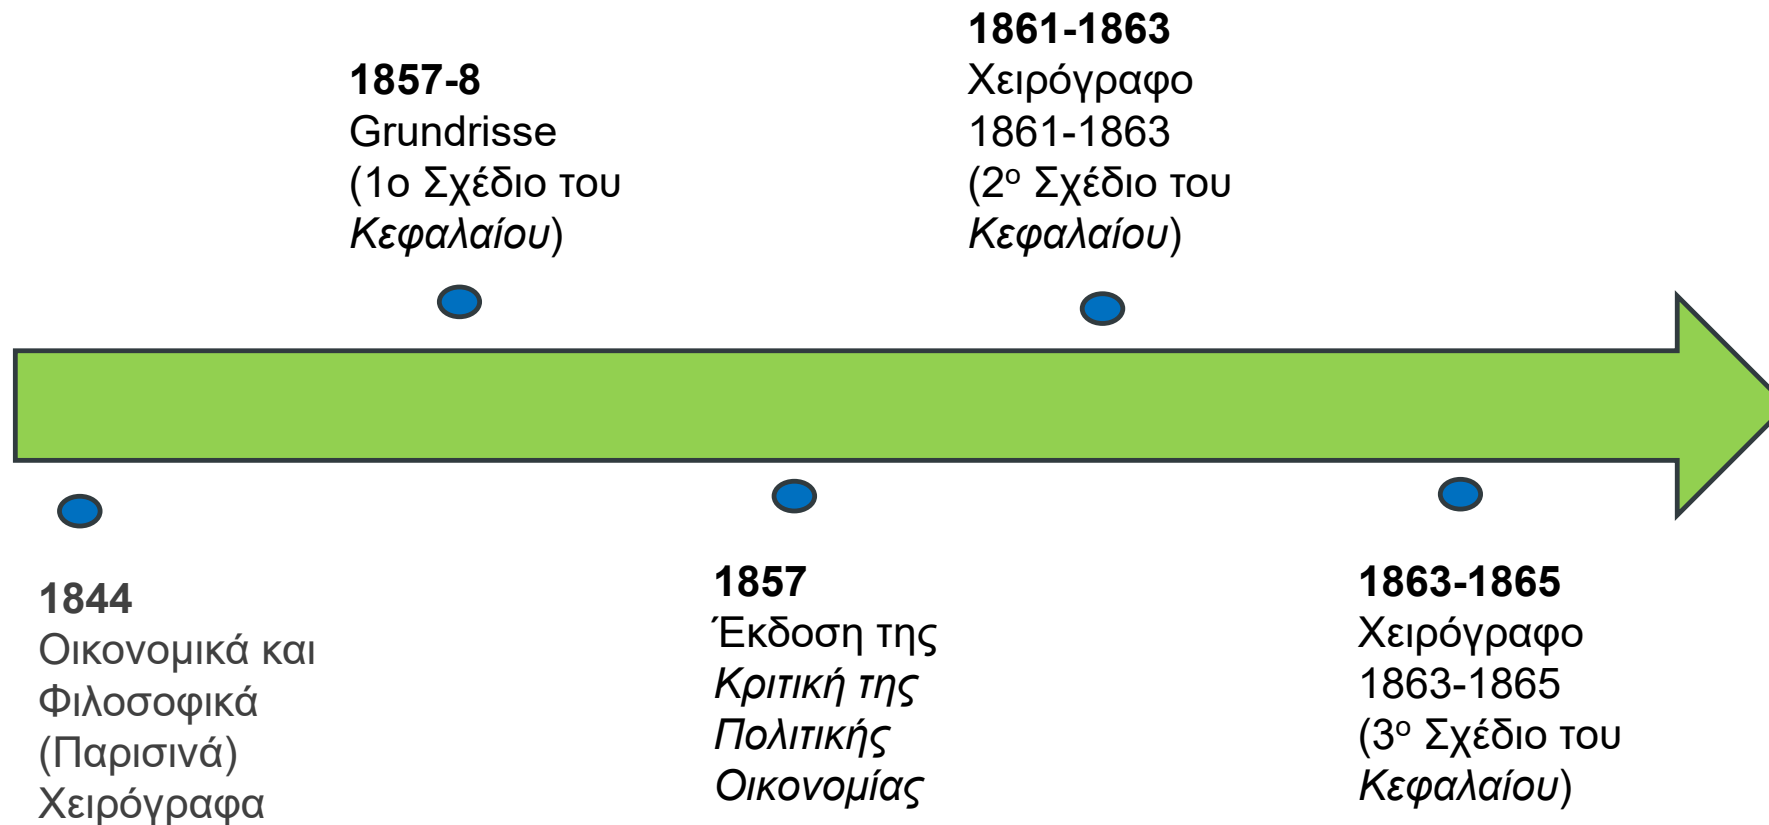 1861-1863
Χειρόγραφο
1861-1863
(2ο Σχέδιο του
Κεφαλαίου)
1857-8
Grundrisse
(1ο Σχέδιο του
Κεφαλαίου)
1844
Οικονομικά και
Φιλοσοφικά
(Παρισινά)
Χειρόγραφα
1857
Έκδοση της
Κριτική της
Πολιτικής
Οικονομίας
1863-1865
Χειρόγραφο
1863-1865
(3ο Σχέδιο του
Κεφαλαίου)